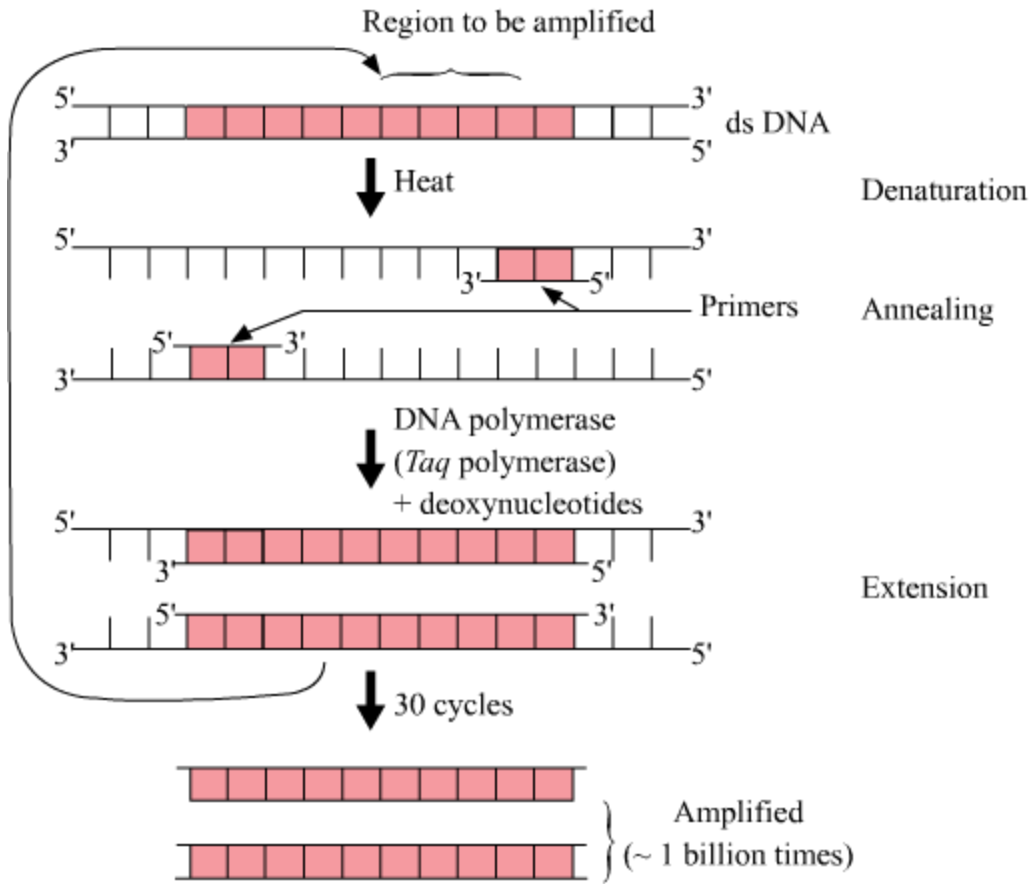 Region to be amplified
5'
3'
ds DNA
3'
5'
Heat
Denaturation
5'
3'
3'
5'
Primers
Annealing
5'
3'
3'
5'
DNA polymerase
(Taq polymerase)
+ deoxynucleotides
5'
3'
3'
5'
Extension
5'
3'
3'
5'
30 cycles
Amplified
(~ 1 billion times)